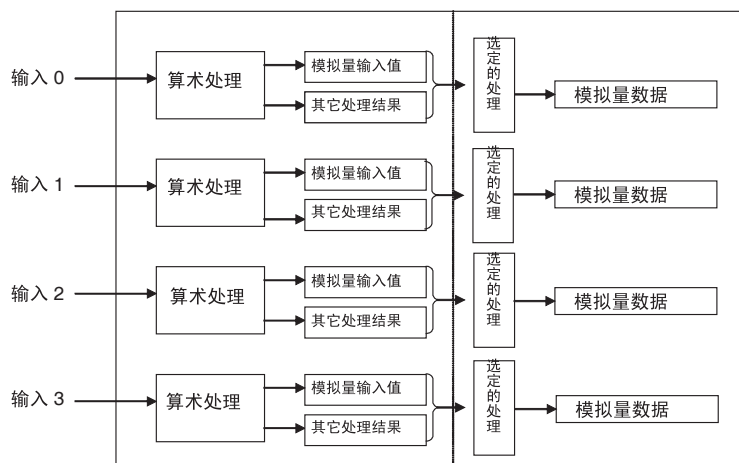 输入 0
算术处理
模拟量输入值
其它处理结果
选定的处理
模拟量数据
输入 1
算术处理
模拟量输入值
其它处理结果
选定的处理
模拟量数据
输入 2
算术处理
模拟量输入值
其它处理结果
选定的处理
模拟量数据
输入 3
算术处理
模拟量输入值
其它处理结果
选定的处理
模拟量数据